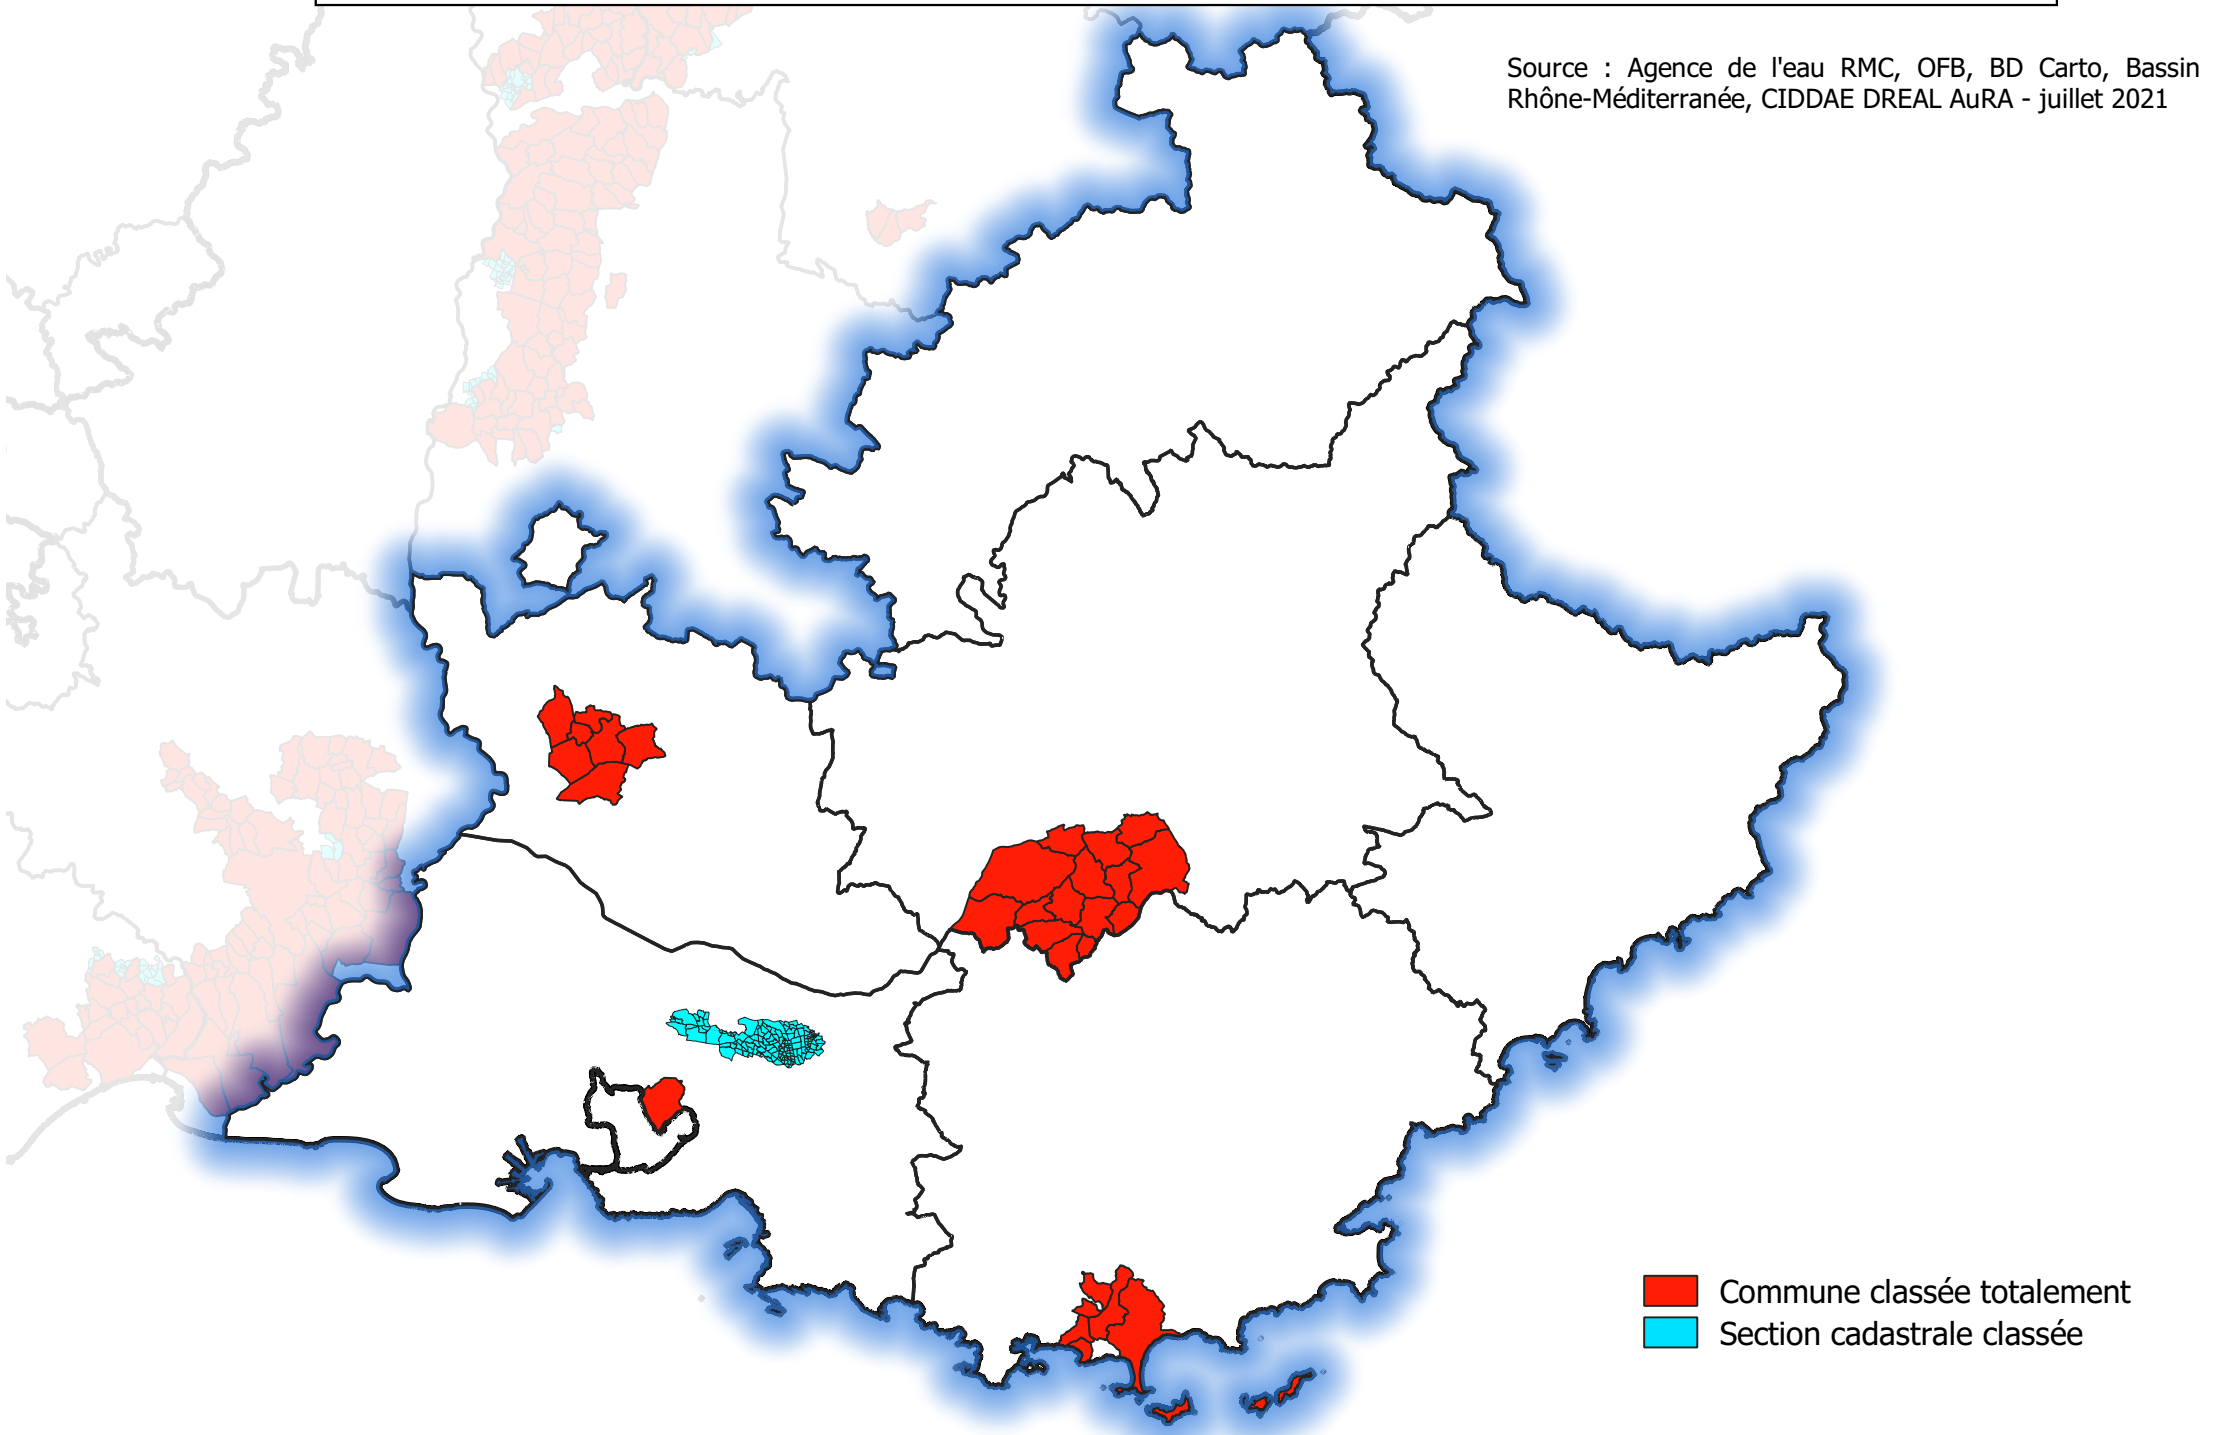 Source : Agence de l'eau RMC, OFB, BD Carto, Bassin
Rhône-Méditerranée, CIDDAE DREAL AuRA - juillet 2021
Commune classée totalement
Section cadastrale classée